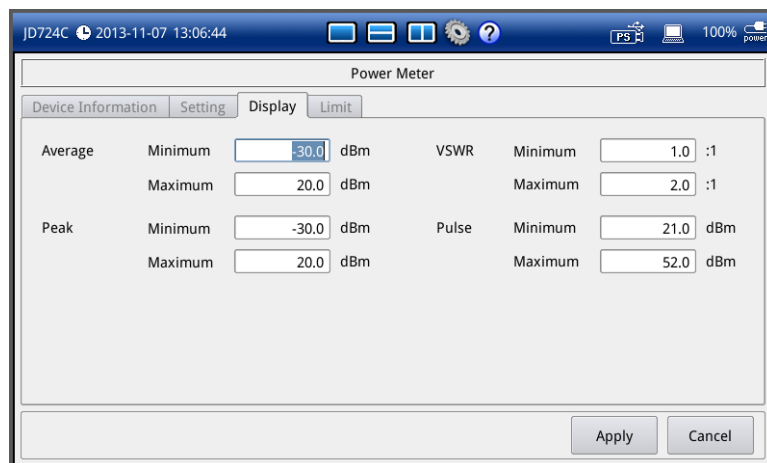 JD724C 2013-11-07 13:06:44 ? PS 100% power
Power Meter
Device Information Setting Display Limit
Average Minimum -30.0 dBm VSWR Minimum 1.0 :1
Maximum 20.0 dBm Maximum 2.0 :1
Peak Minimum -30.0 dBm Pulse Minimum 21.0 dBm
Maximum 20.0 dBm Maximum 52.0 dBm
Apply Cancel